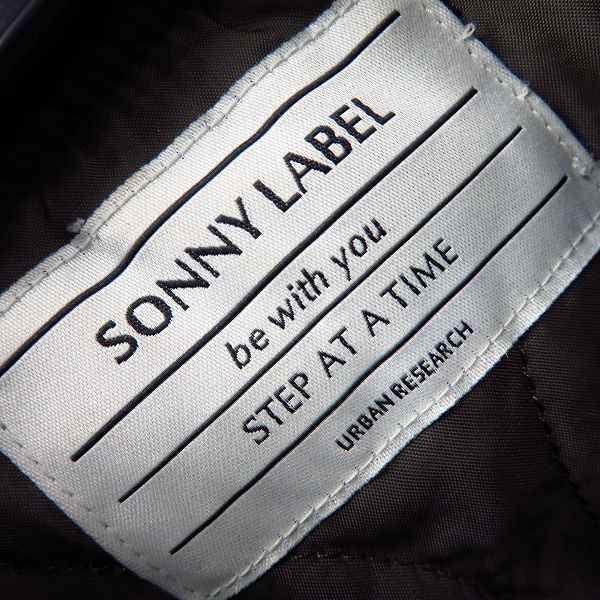 SONNY LABEL
be with you
STEP AT A TIME
URBAN RESEARCH